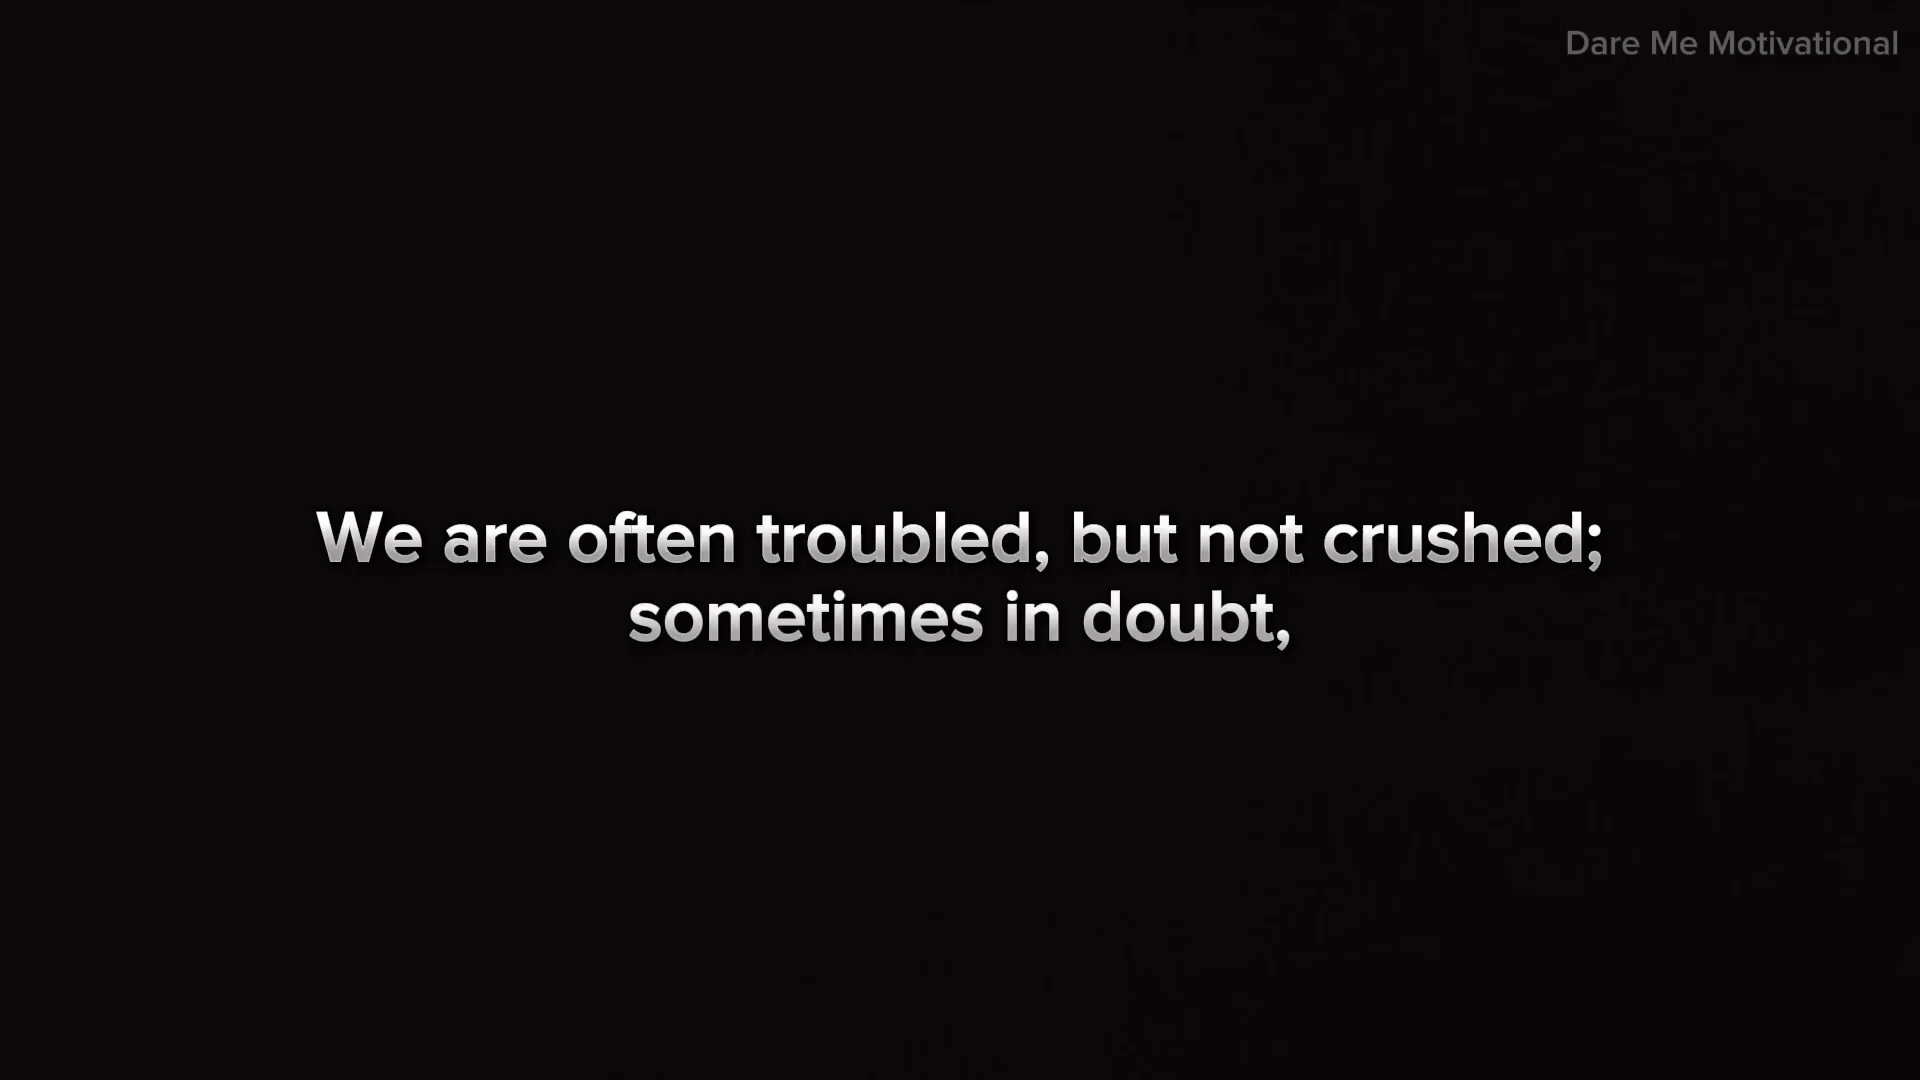 Dare Me Motivational
We are often troubled, but not crushed;
sometimes in doubt,